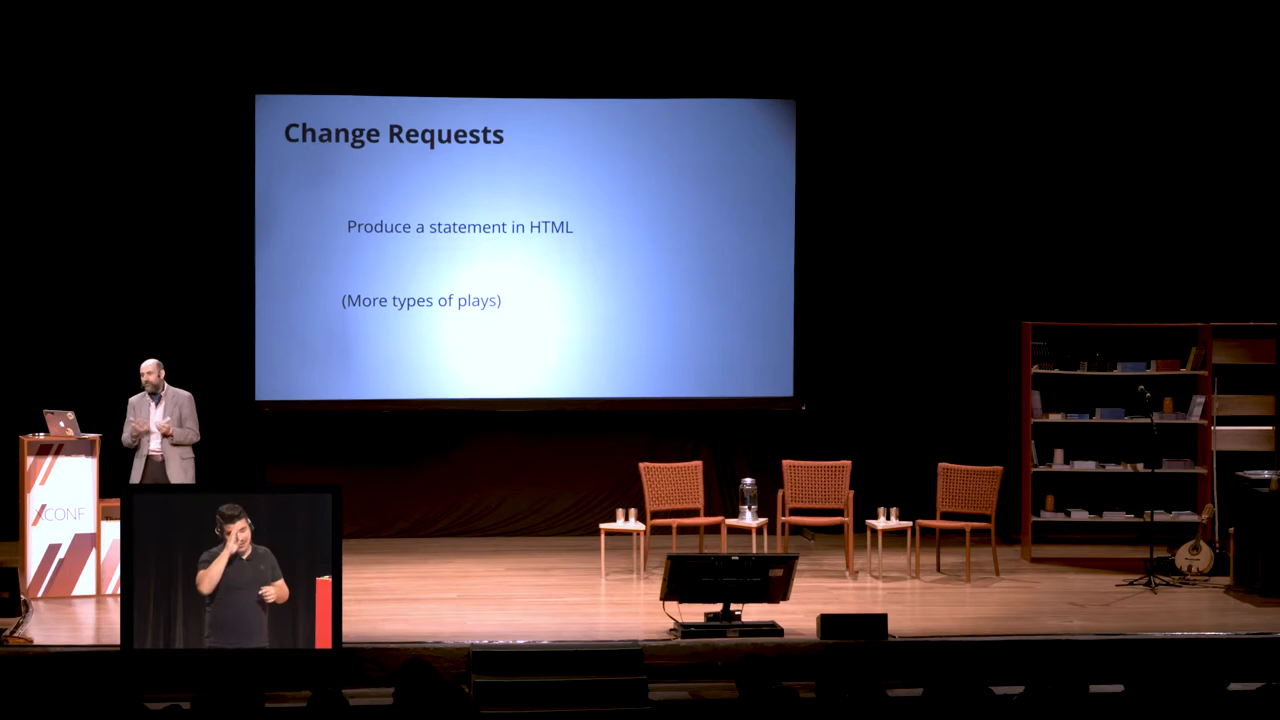 Change Requests
Produce a statement in HTML
(More types of plays)
XCONF